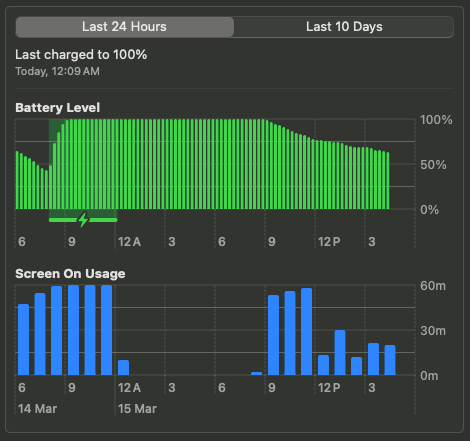 Last 24 Hours Last 10 Days
Last charged to 100%
Today, 12:09 AM
Battery Level
100%
50%
0%
6 9 12 A 3 6 9 12 P 3
Screen On Usage
60m
30m
0m
6 9 12 A 3 6 9 12 P 3
14 Mar 15 Mar